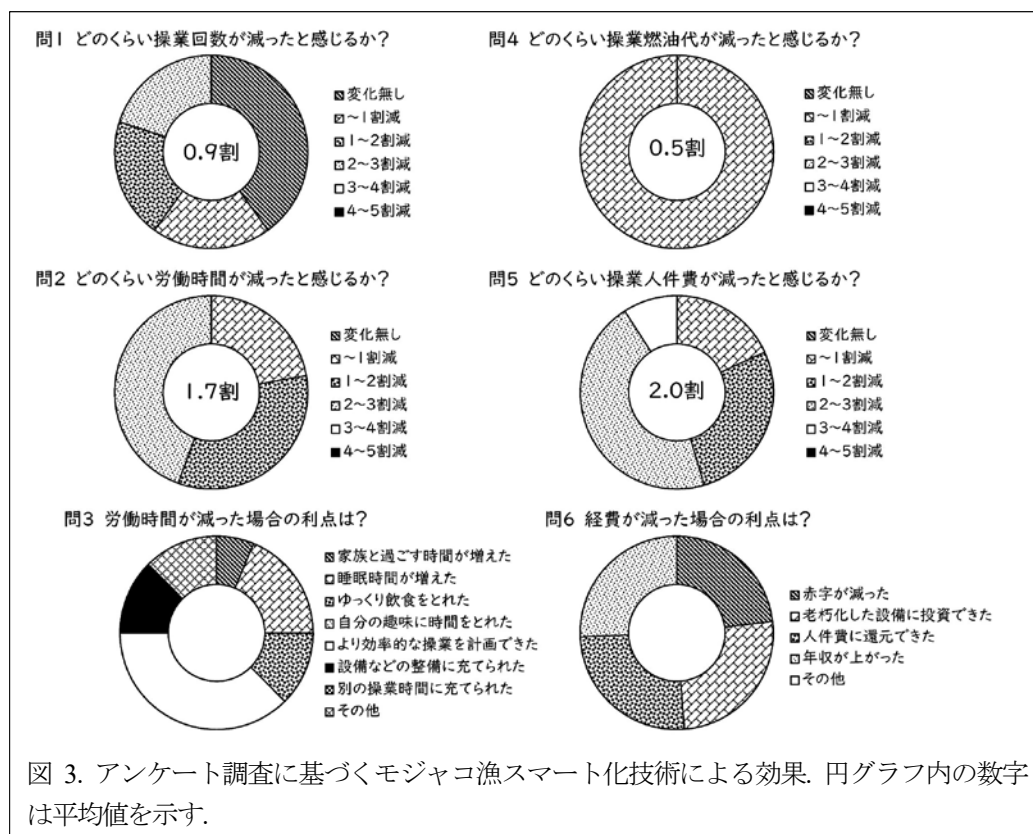 問1 どのくらい操業回数が減ったと感じるか?
0.9割
変化無し
～1割減
1～2割減
2～3割減
3～4割減
4～5割減
問4 どのくらい操業燃油代が減ったと感じるか?
0.5割
変化無し
～1割減
1～2割減
2～3割減
3～4割減
4～5割減
問2 どのくらい労働時間が減ったと感じるか?
1.7割
変化無し
～1割減
1～2割減
2～3割減
3～4割減
4～5割減
問5 どのくらい操業人件費が減ったと感じるか?
2.0割
変化無し
～1割減
1～2割減
2～3割減
3～4割減
4～5割減
問3 労働時間が減った場合の利点は?
家族と過ごす時間が増えた
睡眠時間が増えた
ゆっくり飲食をとれた
自分の趣味に時間をとれた
より効率的な操業を計画できた
設備などの整備に充てられた
別の操業時間に充てられた
その他
問6 経費が減った場合の利点は?
赤字が減った
老朽化した設備に投資できた
人件費に還元できた
年収が上がった
その他
図 3. アンケート調査に基づくモジャコ漁スマート化技術による効果. 円グラフ内の数字
は平均値を示す.